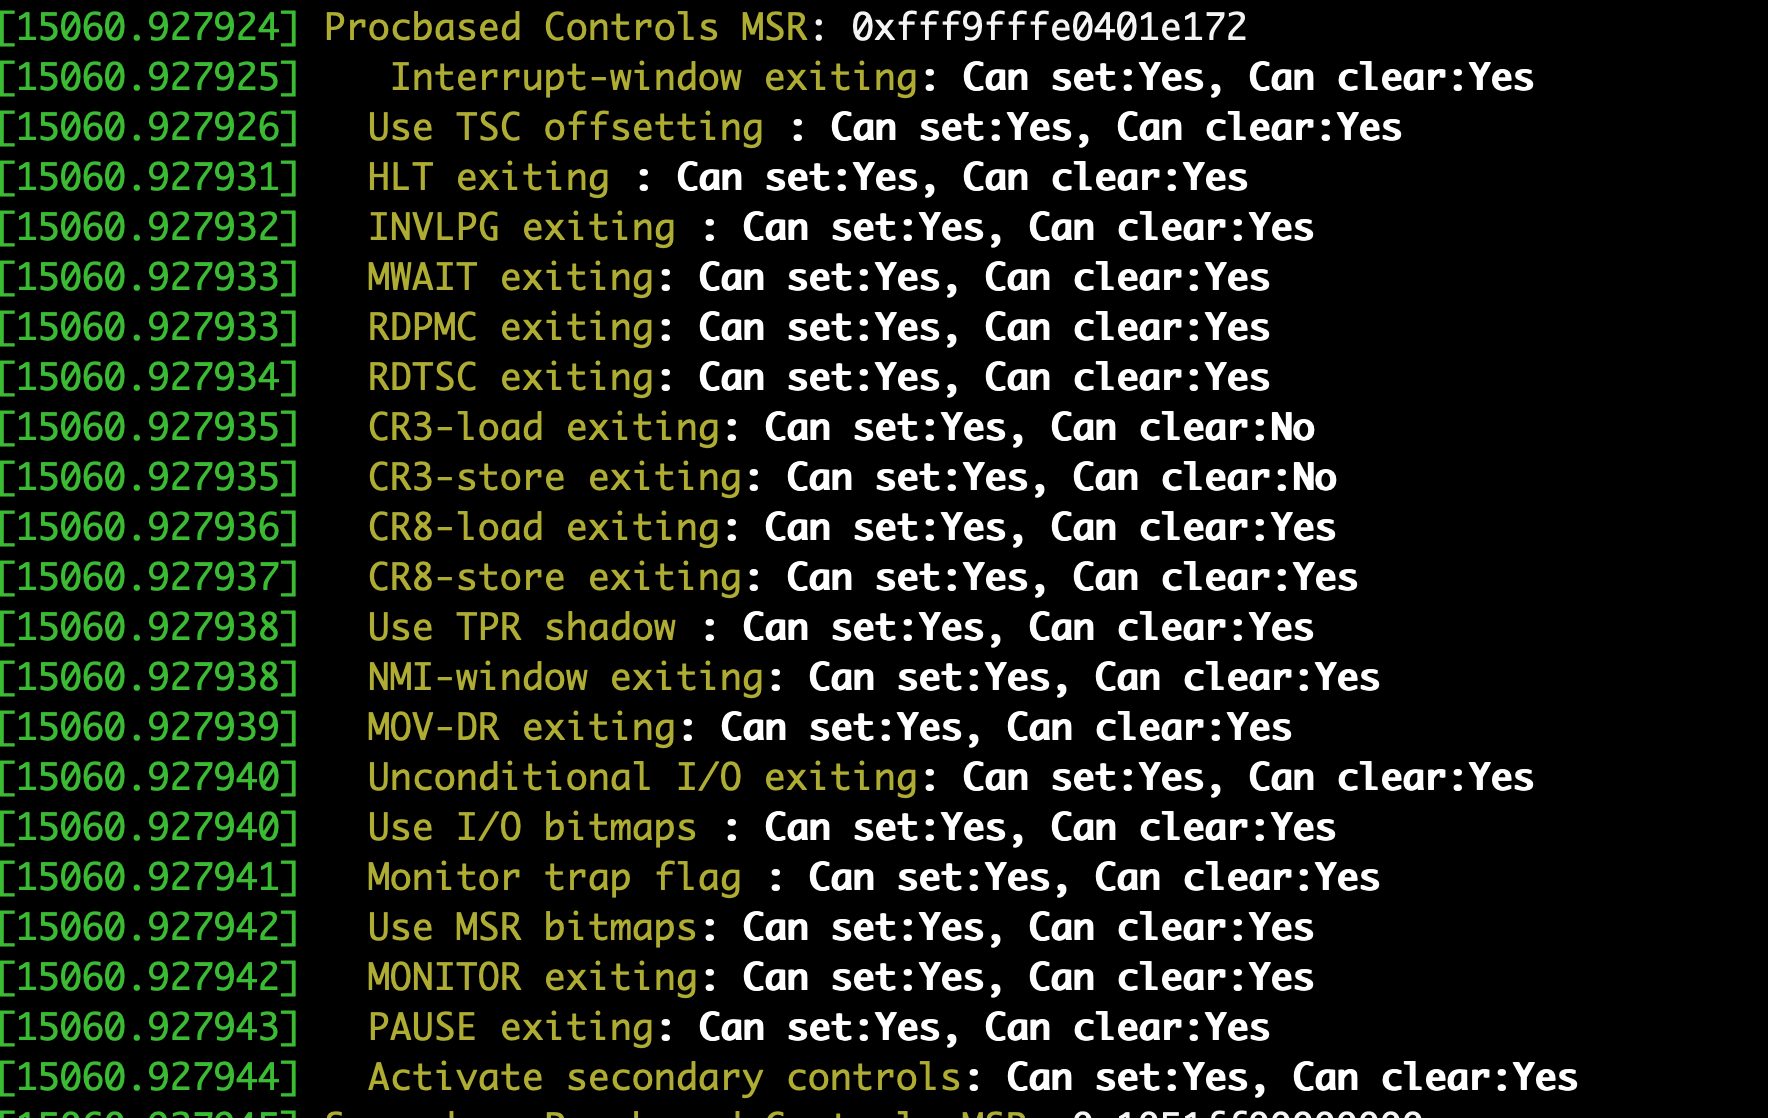 [15060.927924] Procbased Controls MSR: 0xfff9fffe0401e172
[15060.927925]    Interrupt-window exiting: Can set:Yes, Can clear:Yes
[15060.927926]   Use TSC offsetting : Can set:Yes, Can clear:Yes
[15060.927931]   HLT exiting : Can set:Yes, Can clear:Yes
[15060.927932]   INVLPG exiting : Can set:Yes, Can clear:Yes
[15060.927933]   MWAIT exiting: Can set:Yes, Can clear:Yes
[15060.927933]   RDPMC exiting: Can set:Yes, Can clear:Yes
[15060.927934]   RDTSC exiting: Can set:Yes, Can clear:Yes
[15060.927935]   CR3-load exiting: Can set:Yes, Can clear:No
[15060.927935]   CR3-store exiting: Can set:Yes, Can clear:No
[15060.927936]   CR8-load exiting: Can set:Yes, Can clear:Yes
[15060.927937]   CR8-store exiting: Can set:Yes, Can clear:Yes
[15060.927938]   Use TPR shadow : Can set:Yes, Can clear:Yes
[15060.927938]   NMI-window exiting: Can set:Yes, Can clear:Yes
[15060.927939]   MOV-DR exiting: Can set:Yes, Can clear:Yes
[15060.927940]   Unconditional I/O exiting: Can set:Yes, Can clear:Yes
[15060.927940]   Use I/O bitmaps : Can set:Yes, Can clear:Yes
[15060.927941]   Monitor trap flag : Can set:Yes, Can clear:Yes
[15060.927942]   Use MSR bitmaps: Can set:Yes, Can clear:Yes
[15060.927942]   MONITOR exiting: Can set:Yes, Can clear:Yes
[15060.927943]   PAUSE exiting: Can set:Yes, Can clear:Yes
[15060.927944]   Activate secondary controls: Can set:Yes, Can clear:Yes